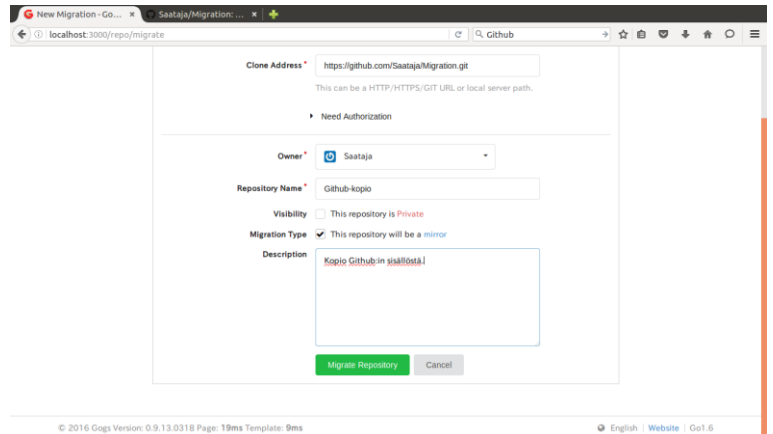 New Migration - Go... ×
Saataja/Migration: ... ×
localhost:3000/repo/migrate
Github
Clone Address *
https://github.com/Saataja/Migration.git
This can be a HTTP/HTTPS/GIT URL or local server path.
Need Authorization
Owner *
Saataja
Repository Name *
Github-kopio
Visibility This repository is Private
Migration Type This repository will be a mirror
Description
Kopio Github:in sisällöstä.
Migrate Repository Cancel
© 2016 Gogs Version: 0.9.13.0318 Page: 19ms Template: 9ms
English Website Go1.6